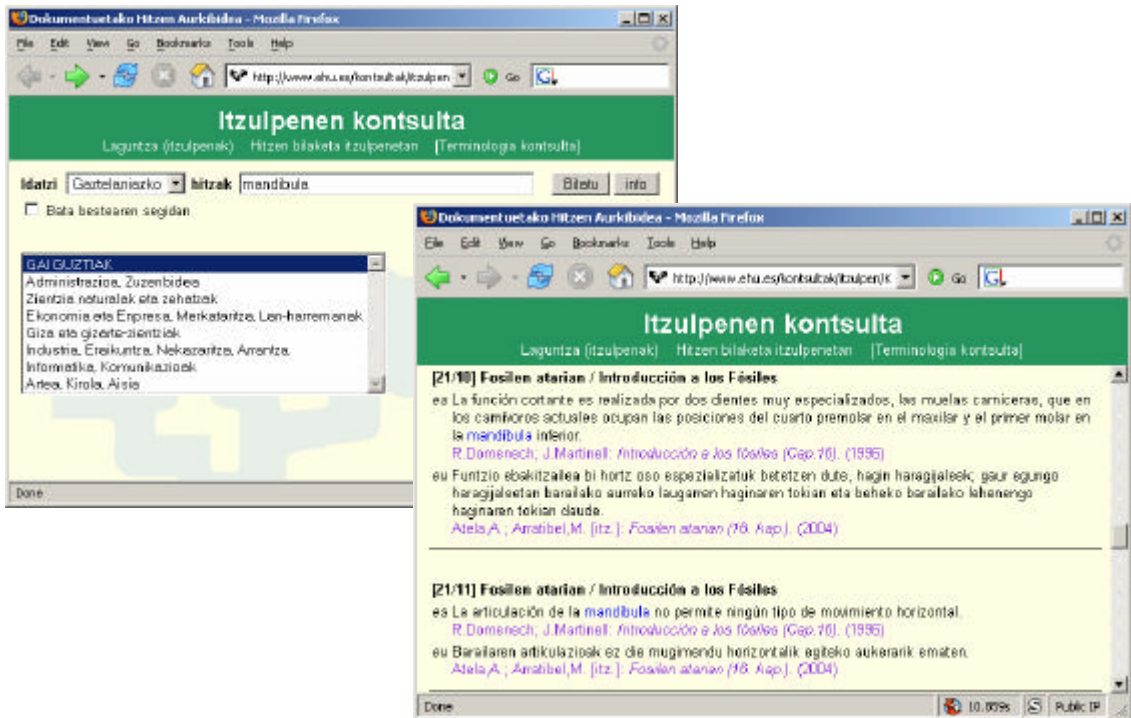 Dokumentuetako Hitzen Aurkibidea - Mozilla Firefox
File Edit View Go Bookmarks Tools Help
http://www.ehu.es/kontsultak/itzulpen Go
Itzulpenen kontsulta
Laguntza (itzulpenak) Hitzen bilaketa itzulpenetan [Terminologia kontsulta]
Idatzi Gaztelaniazko hitzak mandibula Bilatu info
Bata bestearen segidan
GAI GUZTIAK
Administrazioa, Zuzenbidea
Zientzia naturalak eta zehatzak
Ekonomia eta Enpresa, Merkataritza, Lan-harremanak
Giza eta gizarte-zientziak
Industria, Eraikuntza, Nekazaritza, Arrantza
Informatika, Komunikazioak
Artea, Kirola, Aisia
Done
Dokumentuetako Hitzen Aurkibidea - Mozilla Firefox
File Edit View Go Bookmarks Tools Help
http://www.ehu.es/kontsultak/itzulpen/K Go
Itzulpenen kontsulta
Laguntza (itzulpenak) Hitzen bilaketa itzulpenetan [Terminologia kontsulta]
[21/10] Fosilen atarian / Introducción a los Fósiles
es La función cortante es realizada por dos dientes muy especializados, las muelas carniceras, que en
los carnívoros actuales ocupan las posiciones del cuarto premolar en el maxilar y el primer molar en
la mandíbula inferior.
R.Domenech; J.Martinell: Introducción a los fósiles (Cap.16). (1996)
eu Funtzio ebakitzailea bi hortz oso espezializatuk betetzen dute, hagin haragijaleek; gaur egungo
haragijaleetan barailako aurreko laugarren haginaren tokian eta beheko barailako lehenengo
haginaren tokian daude.
Atela,A.; Arratibel,M. [itz.]: Fosilen atarian (16. kap.). (2004)
[21/11] Fosilen atarian / Introducción a los Fósiles
es La articulación de la mandíbula no permite ningún tipo de movimiento horizontal.
R.Domenech; J.Martinell: Introducción a los fósiles (Cap.16). (1996)
eu Barailaren artikulazioak ez die mugimendu horizontalik egiteko aukerarik ematen.
Atela,A.; Arratibel,M. [itz.]: Fosilen atarian (16. kap.). (2004)
Done Public IP